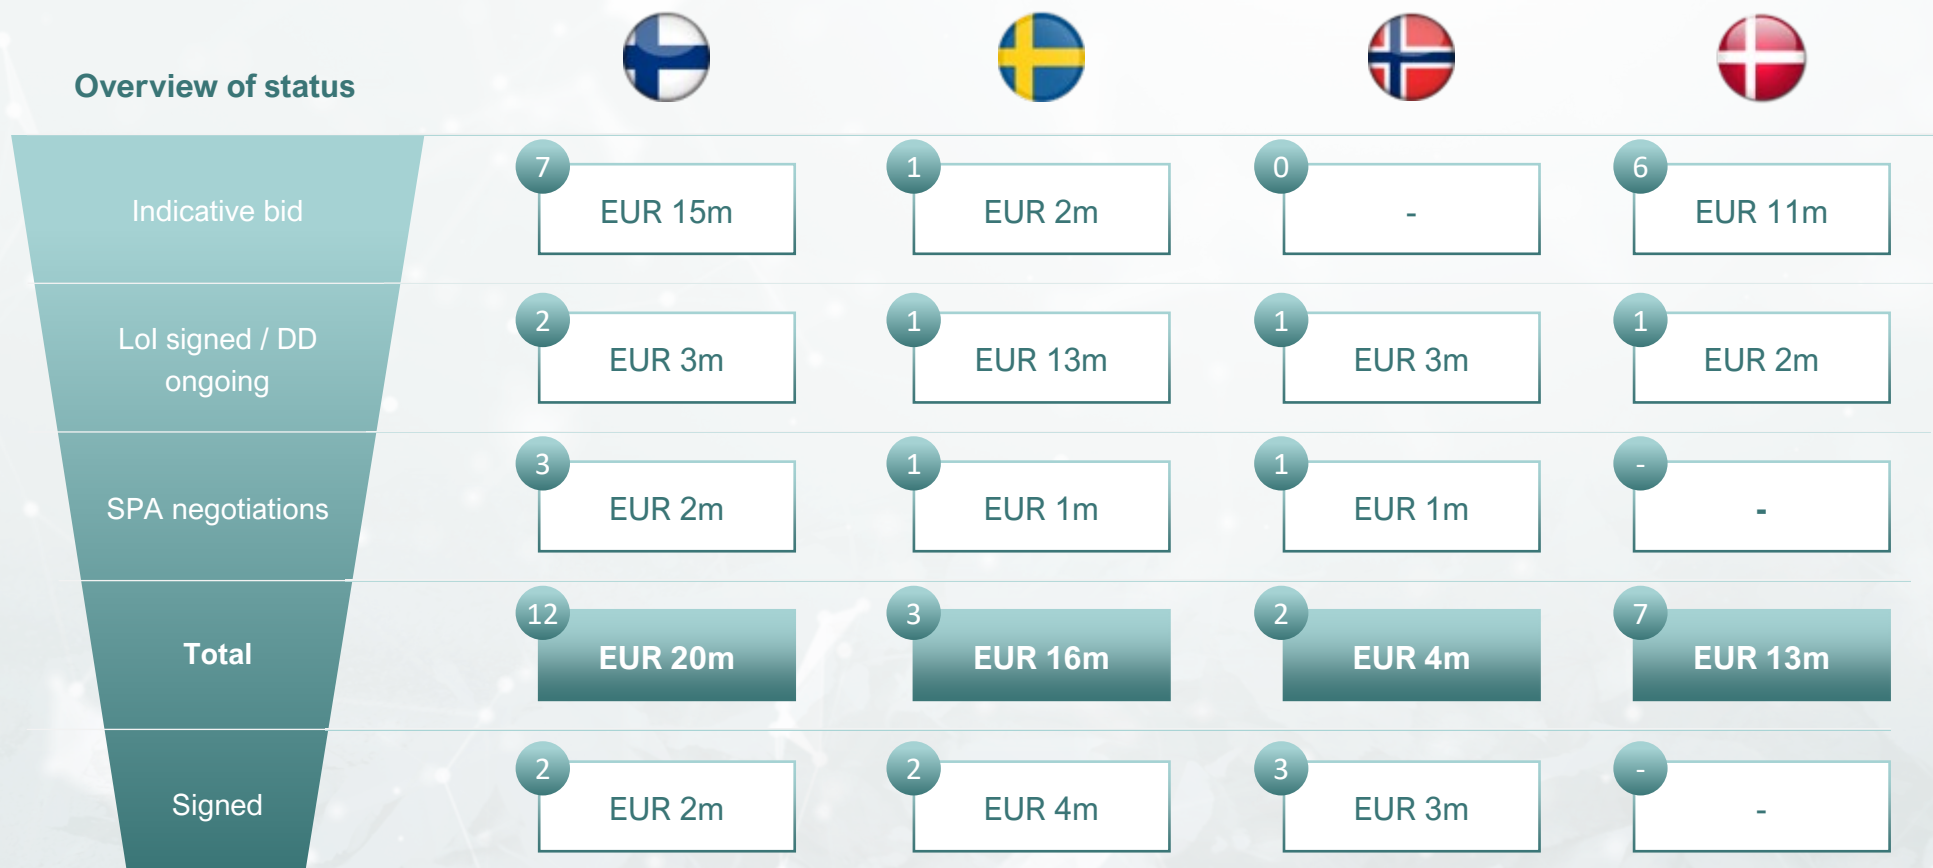 Overview of status
Indicative bid
7
EUR 15m
1
EUR 2m
0
-
6
EUR 11m
LoI signed / DD
ongoing
2
EUR 3m
1
EUR 13m
1
EUR 3m
1
EUR 2m
SPA negotiations
3
EUR 2m
1
EUR 1m
1
EUR 1m
-
-
Total
12
EUR 20m
3
EUR 16m
2
EUR 4m
7
EUR 13m
Signed
2
EUR 2m
2
EUR 4m
3
EUR 3m
-
-